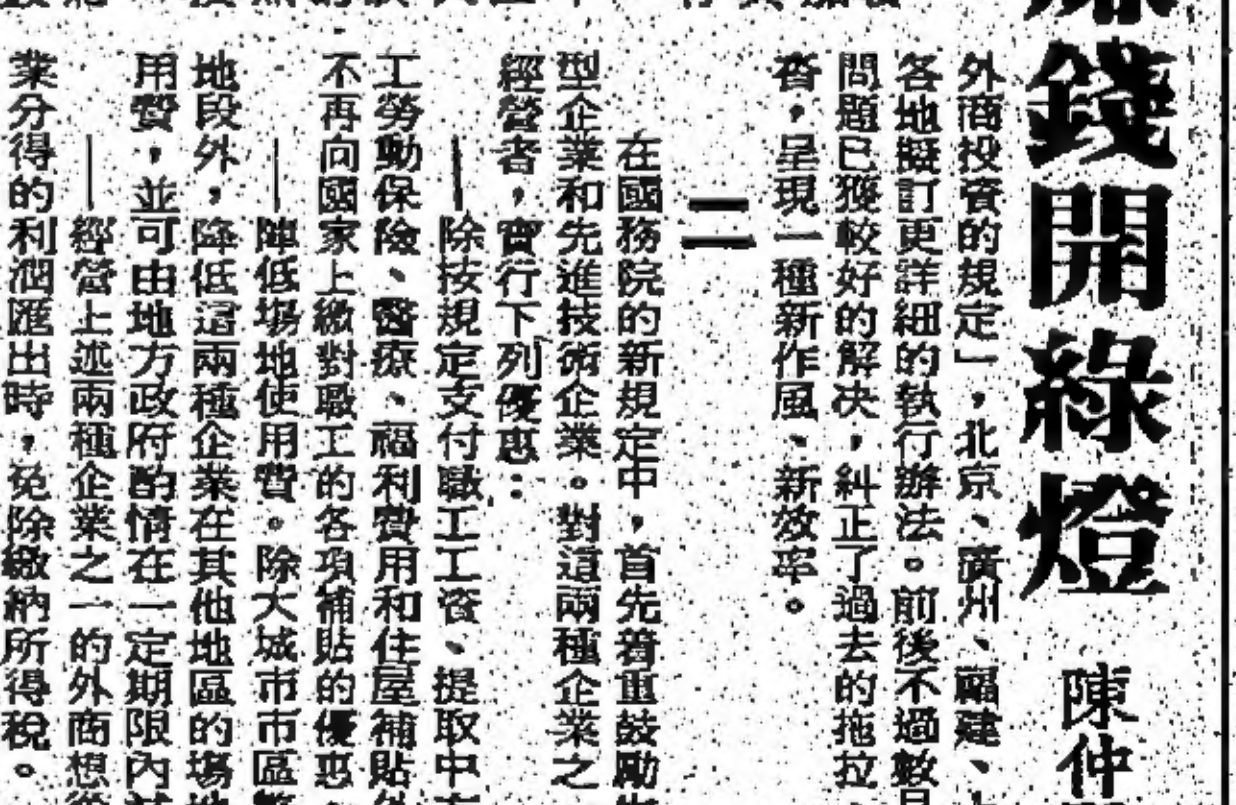 錢開綠燈
陳仲
外商投資的規定」，北京、廣州、福建、
各地擬訂更詳細的執行辦法。前後不過數月
問題已獲較好的解决，糾正了過去的拖拉
沓，呈現一種新作風、新效率。
二
在國務院的新規定中，首先着重鼓勵
型企業和先進技術企業。對這兩種企業之
經營者，實行下列優惠：
——除按規定支付職工工資、提取中
工勞動保險、醫療、福利費用和住屋補貼外
不再向國家上繳對職工的各項補貼的優惠
——陣低場地使用費。除大城市市區繁
地段外，降低這兩種企業在其他地區的場地
用費，並可由地方政府酌情在一定期限內
——經營上述兩種企業之一的外商想從
業分得的利潤匯出時，免除繳納所得稅。